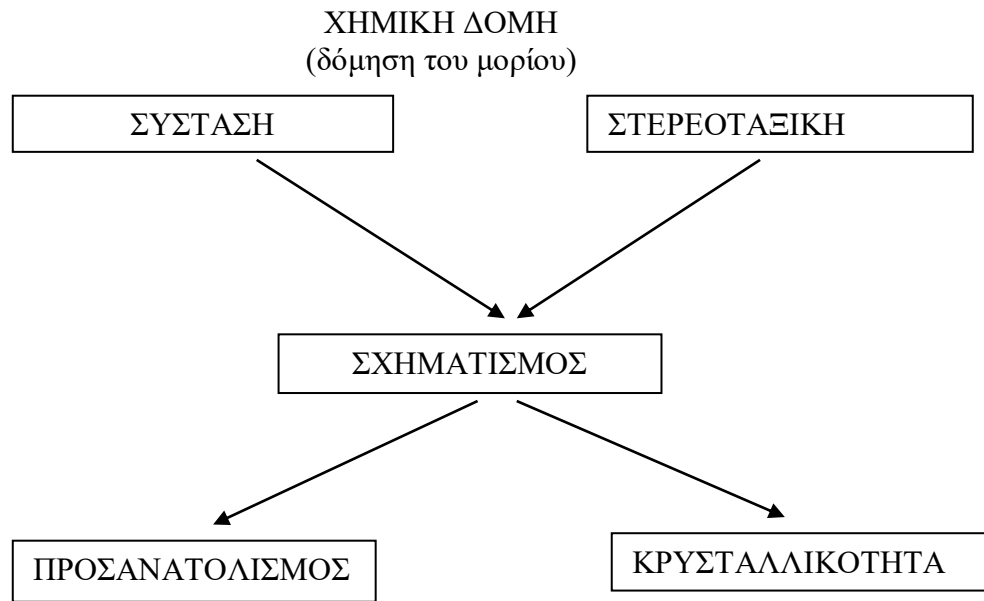 ΧΗΜΙΚΗ ΔΟΜΗ
(δόμηση του μορίου)
ΣΥΣΤΑΣΗ
ΣΤΕΡΕΟΤΑΞΙΚΗ
ΣΧΗΜΑΤΙΣΜΟΣ
ΠΡΟΣΑΝΑΤΟΛΙΣΜΟΣ
ΚΡΥΣΤΑΛΛΙΚΟΤΗΤΑ